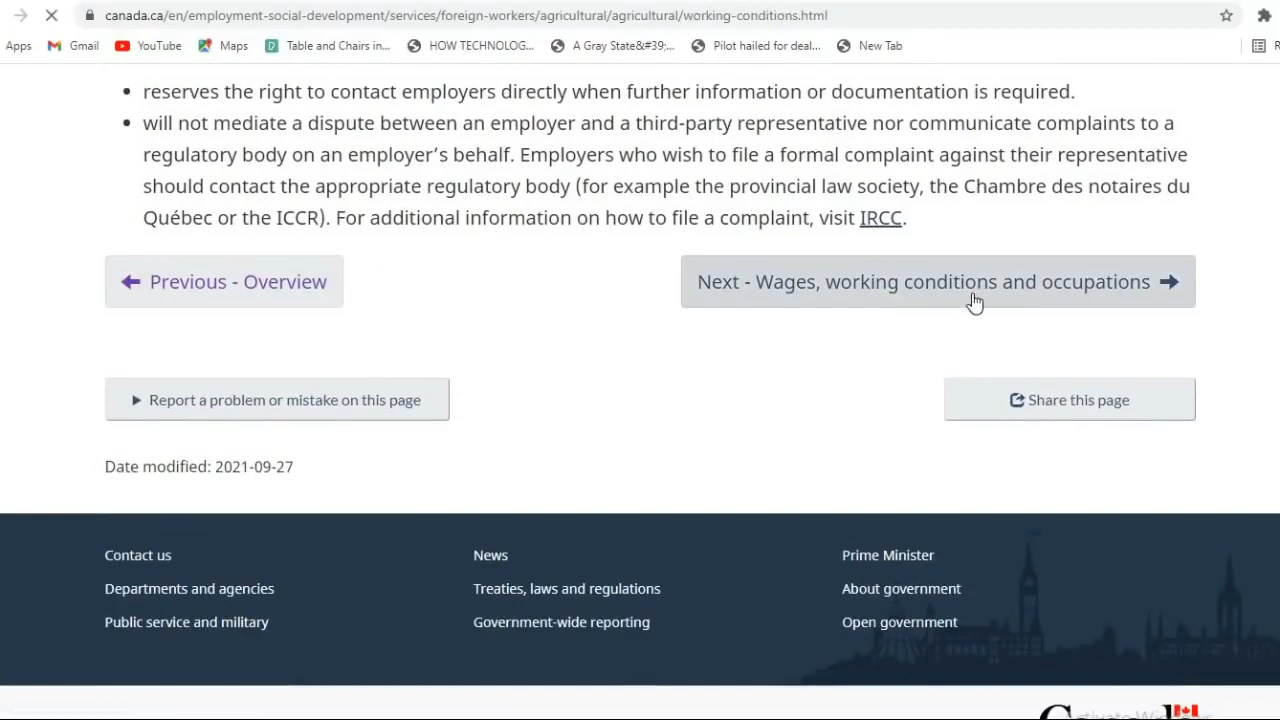 canada.ca/en/employment-social-development/services/foreign-workers/agricultural/agricultural/working-conditions.html
Apps Gmail YouTube Maps Table and Chairs in... HOW TECHNOLOG... A Gray State&#39;... Pilot hailed for deal... New Tab R
reserves the right to contact employers directly when further information or documentation is required.
will not mediate a dispute between an employer and a third-party representative nor communicate complaints to a
regulatory body on an employer’s behalf. Employers who wish to file a formal complaint against their representative
should contact the appropriate regulatory body (for example the provincial law society, the Chambre des notaires du
Québec or the ICCR). For additional information on how to file a complaint, visit IRCC.
Previous - Overview
Next - Wages, working conditions and occupations
Report a problem or mistake on this page
Share this page
Date modified: 2021-09-27
Contact us
News
Prime Minister
Departments and agencies
Treaties, laws and regulations
About government
Public service and military
Government-wide reporting
Open government